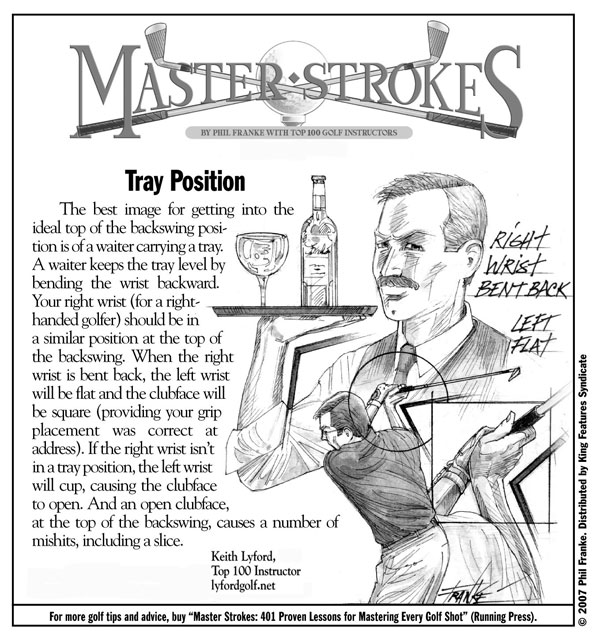 MASTER·STROKES
BY PHIL FRANKE WITH TOP 100 GOLF INSTRUCTORS
Tray Position
The best image for getting into the
ideal top of the backswing posi-
tion is of a waiter carrying a tray.
A waiter keeps the tray level by
bending the wrist backward.
Your right wrist (for a right-
handed golfer) should be in
a similar position at the top of
the backswing. When the right
wrist is bent back, the left wrist
will be flat and the clubface will
be square (providing your grip
placement was correct at
address). If the right wrist isn't
in a tray position, the left wrist
will cup, causing the clubface
to open. And an open clubface,
at the top of the backswing, causes a number of
mishits, including a slice.
Keith Lyford,
Top 100 Instructor
lyfordgolf.net
RIGHT
WRIST
BENT BACK
LEFT
FLAT
FRANKE
© 2007 Phil Franke. Distributed by King Features Syndicate
For more golf tips and advice, buy “Master Strokes: 401 Proven Lessons for Mastering Every Golf Shot” (Running Press).